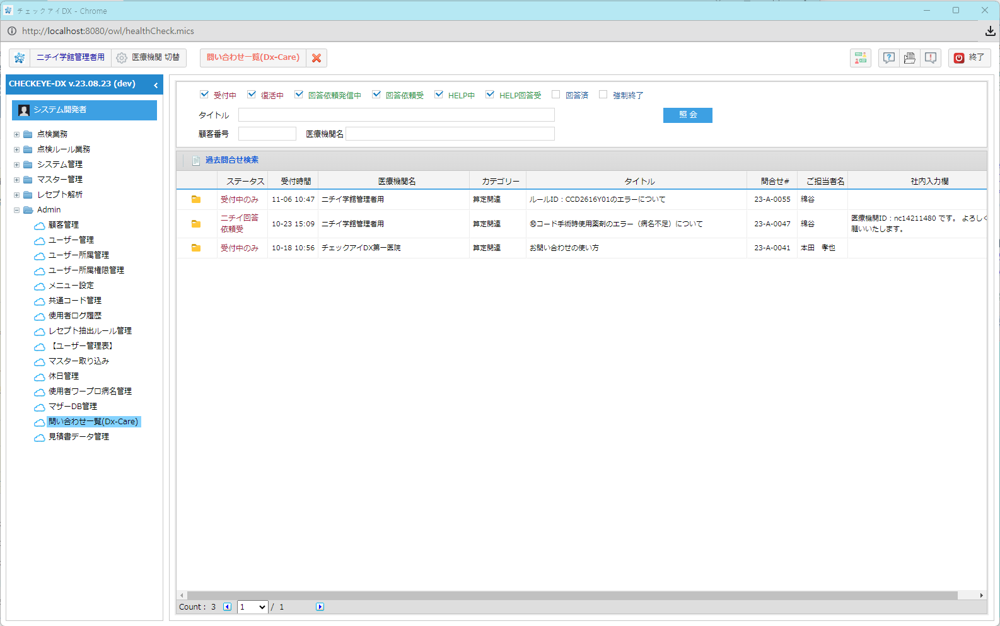 チェックアイDX - Chrome
http://localhost:8080/owl/healthCheck.mics
ニチイ学館管理者用 医療機関 切替 問い合わせ一覧(Dx-Care) 終了
CHECKEYE-DX v.23.08.23 (dev)
システム開発者
点検業務
点検ルール業務
システム管理
マスター管理
レセプト解析
Admin
顧客管理
ユーザー管理
ユーザー所属管理
ユーザー所属権限管理
メニュー設定
共通コード管理
使用者ログ履歴
レセプト抽出ルール管理
【ユーザー管理表】
マスター取り込み
休日管理
使用者ワープロ病名管理
マザーDB管理
問い合わせ一覧(Dx-Care)
見積書データ管理
受付中 復活中 回答依頼発信中 回答依頼受 HELP中 HELP回答受 回答済 強制終了
タイトル 照 会
顧客番号 医療機関名
過去問合せ検索
ステータス 受付時間 医療機関名 カテゴリー タイトル 問合せ# ご担当者名 社内入力欄
受付中のみ 11-06 10:47 ニチイ学館管理者用 算定関連 ルールID：CCD2616Y01のエラーについて 23-A-0055 綿谷
ニチイ回答依頼受 10-23 15:09 ニチイ学館管理者用 算定関連 ㊿コード手術時使用薬剤のエラー（病名不足）について 23-A-0047 綿谷 医療機関ID：nc14211480 です。 よろしく
願いいたします。
受付中のみ 10-18 10:56 チェックアイDX第一医院 算定関連 お問い合わせの使い方 23-A-0041 本田　孝也
Count : 3 1 / 1